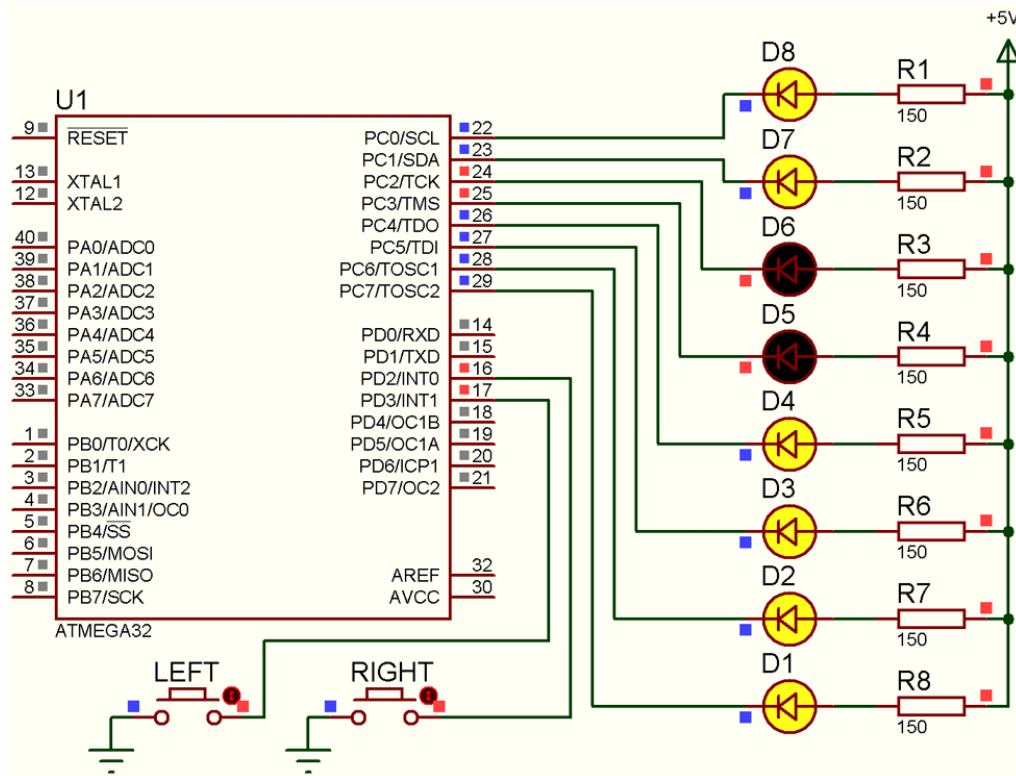 +5V
D8
R1
150
U1
9 RESET
PC0/SCL 22
PC1/SDA 23
D7
R2
150
13 XTAL1
PC2/TCK 24
12 XTAL2
PC3/TMS 25
PC4/TDO 26
D6
R3
150
40 PA0/ADC0
PC5/TDI 27
39 PA1/ADC1
PC6/TOSC1 28
38 PA2/ADC2
PC7/TOSC2 29
37 PA3/ADC3
D5
R4
150
36 PA4/ADC4
PD0/RXD 14
35 PA5/ADC5
PD1/TXD 15
34 PA6/ADC6
PD2/INT0 16
33 PA7/ADC7
PD3/INT1 17
PD4/OC1B 18
D4
R5
150
1 PB0/T0/XCK
PD5/OC1A 19
2 PB1/T1
PD6/ICP1 20
3 PB2/AIN0/INT2
PD7/OC2 21
4 PB3/AIN1/OC0
5 PB4/SS
D3
R6
150
6 PB5/MOSI
7 PB6/MISO
AREF 32
8 PB7/SCK
AVCC 30
D2
R7
150
ATMEGA32
LEFT
RIGHT
D1
R8
150